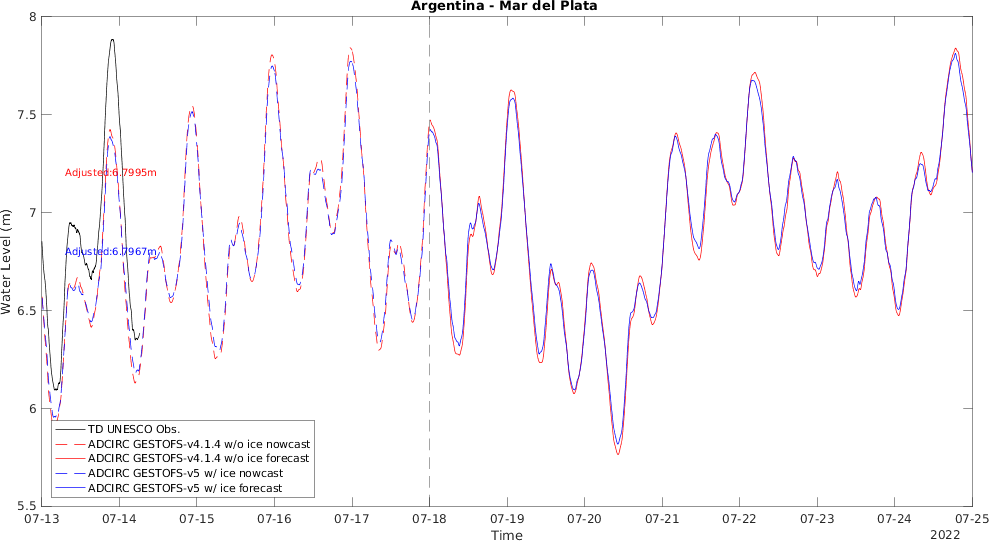 Argentina - Mar del Plata
8
7.5
7
6.5
6
5.5
Water Level (m)
Adjusted:6.7995m
Adjusted:6.7967m
TD UNESCO Obs.
ADCIRC GESTOFS-v4.1.4 w/o ice nowcast
ADCIRC GESTOFS-v4.1.4 w/o ice forecast
ADCIRC GESTOFS-v5 w/ ice nowcast
ADCIRC GESTOFS-v5 w/ ice forecast
07-13 07-14 07-15 07-16 07-17 07-18 07-19 07-20 07-21 07-22 07-23 07-24 07-25
Time
2022